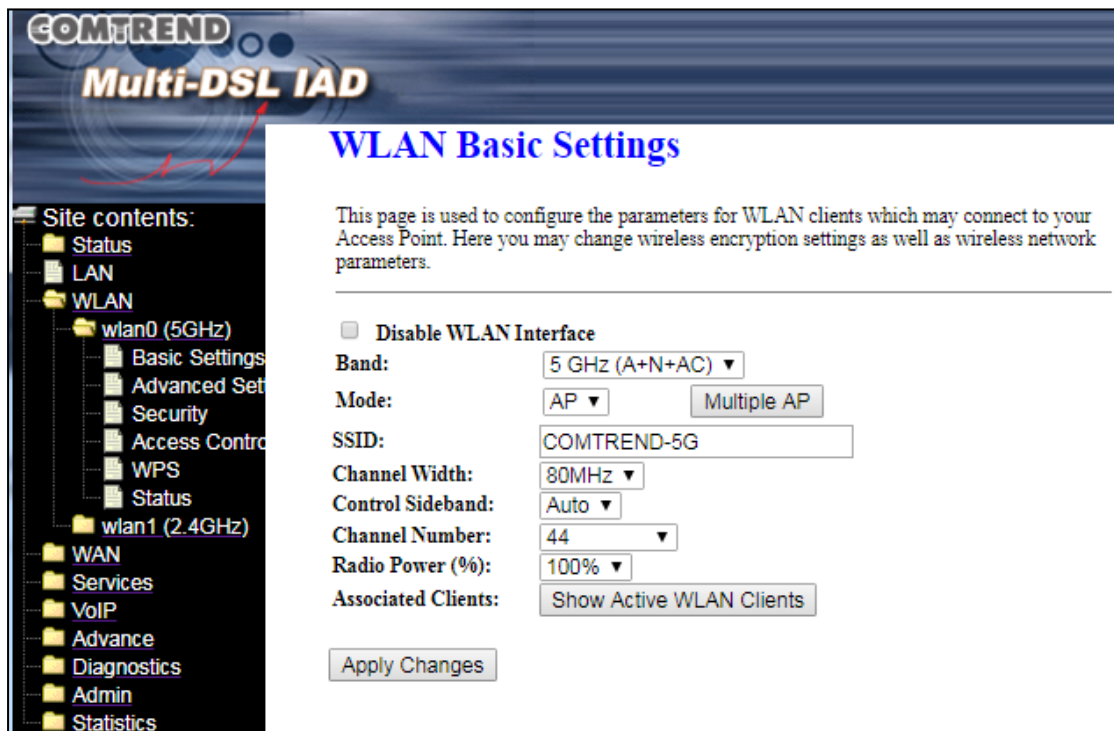 COMTREND
Multi-DSL IAD
WLAN Basic Settings
This page is used to configure the parameters for WLAN clients which may connect to your
Access Point. Here you may change wireless encryption settings as well as wireless network
parameters.
Site contents:
Status
LAN
WLAN
wlan0 (5GHz)
Basic Settings
Advanced Set
Security
Access Contro
WPS
Status
wlan1 (2.4GHz)
WAN
Services
VoIP
Advance
Diagnostics
Admin
Statistics
Disable WLAN Interface
Band: 5 GHz (A+N+AC)
Mode: AP Multiple AP
SSID: COMTREND-5G
Channel Width: 80MHz
Control Sideband: Auto
Channel Number: 44
Radio Power (%): 100%
Associated Clients: Show Active WLAN Clients
Apply Changes